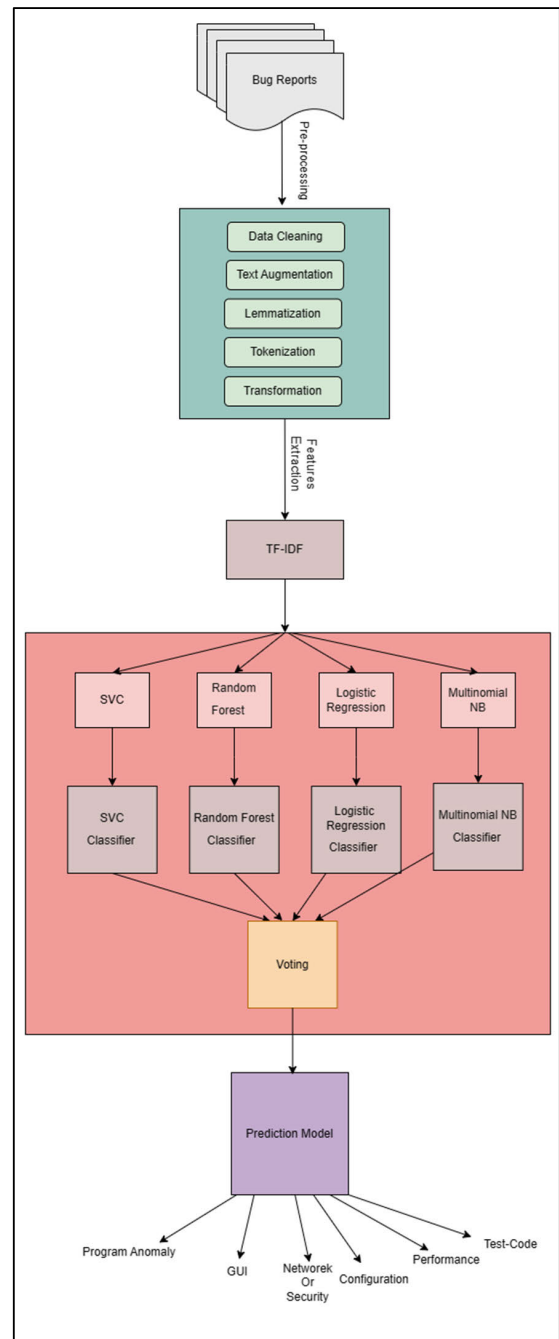 Bug Reports
Pre-processing
Data Cleaning
Text Augmentation
Lemmatization
Tokenization
Transformation
Features
Extraction
TF-IDF
SVC
Random
Forest
Logistic
Regression
Multinomial
NB
SVC
Classifier
Random Forest
Classifier
Logistic
Regression
Classifier
Multinomial NB
Classifier
Voting
Prediction Model
Program Anomaly
GUI
Networek
Or
Security
Configuration
Performance
Test-Code